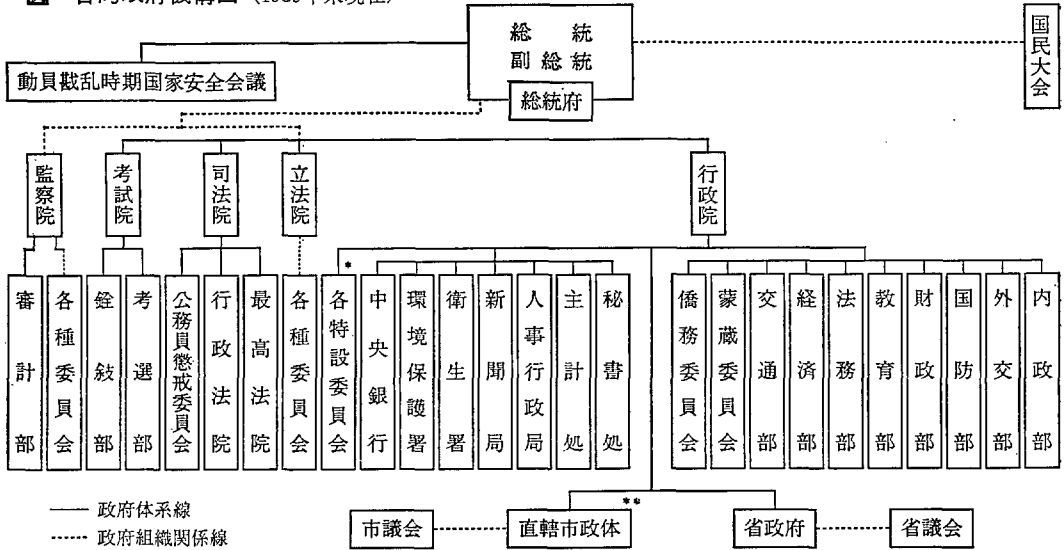 総統
副総統
総統府
国民大会
動員戡乱時期国家安全会議
監察院
考試院
司法院
立法院
行政院
審計部
各種委員会
銓敍部
考選部
公務員懲戒委員会
行政法院
最高法院
各種委員会
*
各特設委員会
中央銀行
環境保護署
衛生署
新聞局
人事行政局
主計処
秘書処
僑務委員会
蒙蔵委員会
交通部
経済部
法務部
教育部
財政部
国防部
外交部
内政部
政府体系線
政府組織関係線
市議会
直轄市政体
**
省政府
省議会